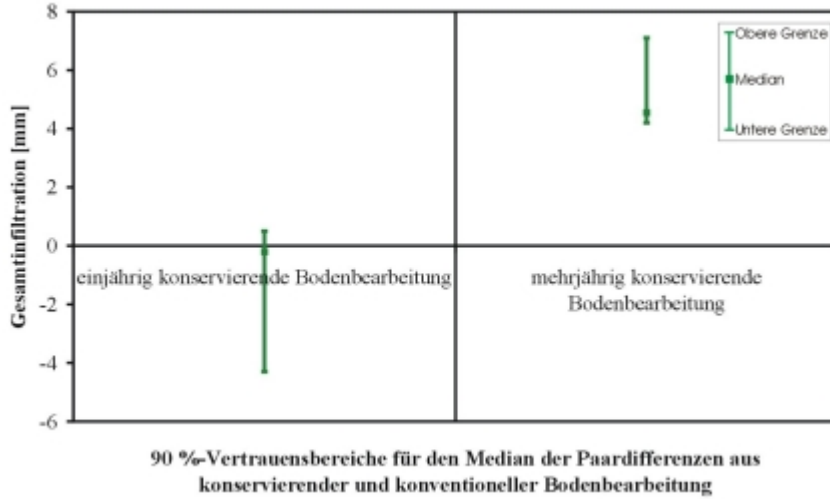 8
6
4
2
0
-2
-4
-6
Gesamtinfiltration [mm]
Obere Grenze
Median
Untere Grenze
einjährig konservierende Bodenbearbeitung
mehrjährig konservierende
Bodenbearbeitung
90 %-Vertrauensbereiche für den Median der Paardifferenzen aus
konservierender und konventioneller Bodenbearbeitung